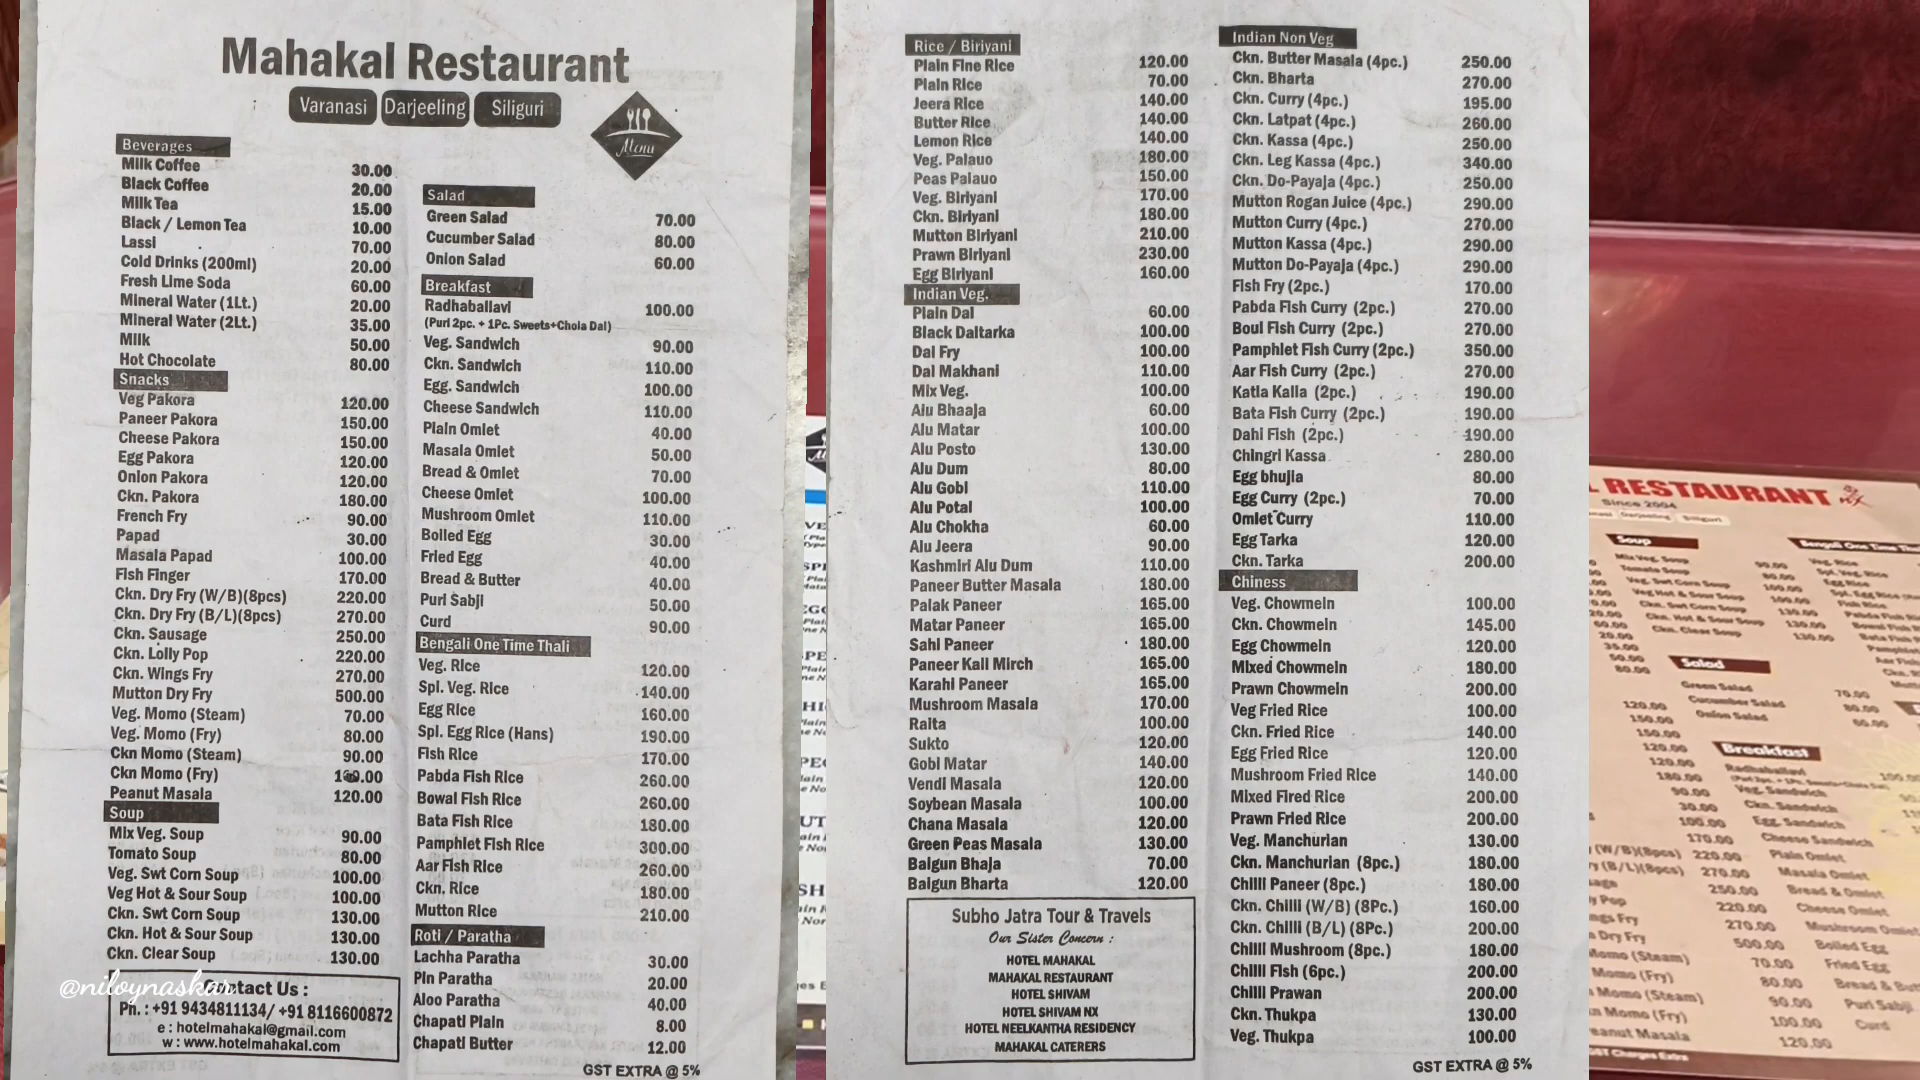 Mahakal Restaurant
Varanasi Darjeeling Siliguri
Menu
Beverages
Milk Coffee 30.00
Black Coffee 20.00
Milk Tea 15.00
Black / Lemon Tea 10.00
Lassi 70.00
Cold Drinks (200ml) 20.00
Fresh Lime Soda 60.00
Mineral Water (1Lt.) 20.00
Mineral Water (2Lt.) 35.00
Milk 50.00
Hot Chocolate 80.00
Snacks
Veg Pakora 120.00
Paneer Pakora 150.00
Cheese Pakora 150.00
Egg Pakora 120.00
Onion Pakora 120.00
Ckn. Pakora 180.00
French Fry 90.00
Papad 30.00
Masala Papad 100.00
Fish Finger 170.00
Ckn. Dry Fry (W/B)(8pcs) 220.00
Ckn. Dry Fry (B/L)(8pcs) 270.00
Ckn. Sausage 250.00
Ckn. Lolly Pop 220.00
Ckn. Wings Fry 270.00
Mutton Dry Fry 500.00
Veg. Momo (Steam) 70.00
Veg. Momo (Fry) 80.00
Ckn Momo (Steam) 90.00
Ckn Momo (Fry)
Peanut Masala 120.00
Soup
Mix Veg. Soup 90.00
Tomato Soup 80.00
Veg. Swt Corn Soup 100.00
Veg Hot & Sour Soup 100.00
Ckn. Swt Corn Soup 130.00
Ckn. Hot & Sour Soup 130.00
Ckn. Clear Soup 130.00
@niloynaskar
Contact Us :
Pn. : +91 9434811134/ +91 8116600872
e : hotelmahakal@gmail.com
w : www.hotelmahakal.com
Salad
Green Salad 70.00
Cucumber Salad 80.00
Onion Salad 60.00
Breakfast
Radhaballavi 100.00
(Puri 2pc. + 1Pc. Sweets+Chola Dal)
Veg. Sandwich 90.00
Ckn. Sandwich 110.00
Egg. Sandwich 100.00
Cheese Sandwich 110.00
Plain Omlet 40.00
Masala Omlet 50.00
Bread & Omlet 70.00
Cheese Omlet 100.00
Mushroom Omlet 110.00
Boiled Egg 30.00
Fried Egg 40.00
Bread & Butter 40.00
Puri Sabji 50.00
Curd 90.00
Bengali One Time Thali
Veg. Rice 120.00
Spl. Veg. Rice 140.00
Egg Rice 160.00
Spl. Egg Rice (Hans) 190.00
Fish Rice 170.00
Pabda Fish Rice 260.00
Bowal Fish Rice 260.00
Bata Fish Rice 180.00
Pamphlet Fish Rice 300.00
Aar Fish Rice 260.00
Ckn. Rice 180.00
Mutton Rice 210.00
Roti / Paratha
Lachha Paratha 30.00
Pin Paratha 20.00
Aloo Paratha 40.00
Chapati Plain 8.00
Chapati Butter 12.00
GST EXTRA @ 5%
Rice / Biriyani
Plain Fine Rice 120.00
Plain Rice 70.00
Jeera Rice 140.00
Butter Rice 140.00
Lemon Rice 140.00
Veg. Palauo 180.00
Peas Palauo 150.00
Veg. Biriyani 170.00
Ckn. Biriyani 180.00
Mutton Biriyani 210.00
Prawn Biriyani 230.00
Egg Biriyani 160.00
Indian Veg.
Plain Dal 60.00
Black Daltarka 100.00
Dal Fry 100.00
Dal Makhani 110.00
Mix Veg. 100.00
Alu Bhaaja 60.00
Alu Matar 100.00
Alu Posto 130.00
Alu Dum 80.00
Alu Gobi 110.00
Alu Potal 100.00
Alu Chokha 60.00
Alu Jeera 90.00
Kashmiri Alu Dum 110.00
Paneer Butter Masala 180.00
Palak Paneer 165.00
Matar Paneer 165.00
Sahi Paneer 180.00
Paneer Kali Mirch 165.00
Karahi Paneer 165.00
Mushroom Masala 170.00
Raita 100.00
Sukto 120.00
Gobi Matar 140.00
Vendi Masala 120.00
Soybean Masala 100.00
Chana Masala 120.00
Green Peas Masala 130.00
Balgun Bhaja 70.00
Balgun Bharta 120.00
Subho Jatra Tour & Travels
Our Sister Concern :
HOTEL MAHAKAL
MAHAKAL RESTAURANT
HOTEL SHIVAM
HOTEL SHIVAM NX
HOTEL NEELKANTHA RESIDENCY
MAHAKAL CATERERS
Indian Non Veg
Ckn. Butter Masala (4pc.) 250.00
Ckn. Bharta 270.00
Ckn. Curry (4pc.) 195.00
Ckn. Latpat (4pc.) 260.00
Ckn. Kassa (4pc.) 250.00
Ckn. Leg Kassa (4pc.) 340.00
Ckn. Do-Payaja (4pc.) 250.00
Mutton Rogan Juice (4pc.) 290.00
Mutton Curry (4pc.) 270.00
Mutton Kassa (4pc.) 290.00
Mutton Do-Payaja (4pc.) 290.00
Fish Fry (2pc.) 170.00
Pabda Fish Curry (2pc.) 270.00
Boul Fish Curry (2pc.) 270.00
Pamphlet Fish Curry (2pc.) 350.00
Aar Fish Curry (2pc.) 270.00
Katla Kalia (2pc.) 190.00
Bata Fish Curry (2pc.) 190.00
Dahi Fish (2pc.) 190.00
Chingri Kassa 280.00
Egg bhujia 80.00
Egg Curry (2pc.) 70.00
Omlet Curry 110.00
Egg Tarka 120.00
Ckn. Tarka 200.00
Chiness
Veg. Chowmein 100.00
Ckn. Chowmein 145.00
Egg Chowmein 120.00
Mixed Chowmein 180.00
Prawn Chowmein 200.00
Veg Fried Rice 100.00
Ckn. Fried Rice 140.00
Egg Fried Rice 120.00
Mushroom Fried Rice 140.00
Mixed Fired Rice 200.00
Prawn Fried Rice 200.00
Veg. Manchurian 130.00
Ckn. Manchurian (8pc.) 180.00
Chilli Paneer (8pc.) 180.00
Ckn. Chilli (W/B) (8Pc.) 160.00
Ckn. Chilli (B/L) (8Pc.) 200.00
Chilli Mushroom (8pc.) 180.00
Chilli Fish (6pc.) 200.00
Chilli Prawan 200.00
Ckn. Thukpa 130.00
Veg. Thukpa 100.00
GST EXTRA @ 5%
RESTAURANT
Since 2004
Soup
Salad
Green Salad 70.00
Cucumber Salad 80.00
Onion Salad 60.00
Breakfast